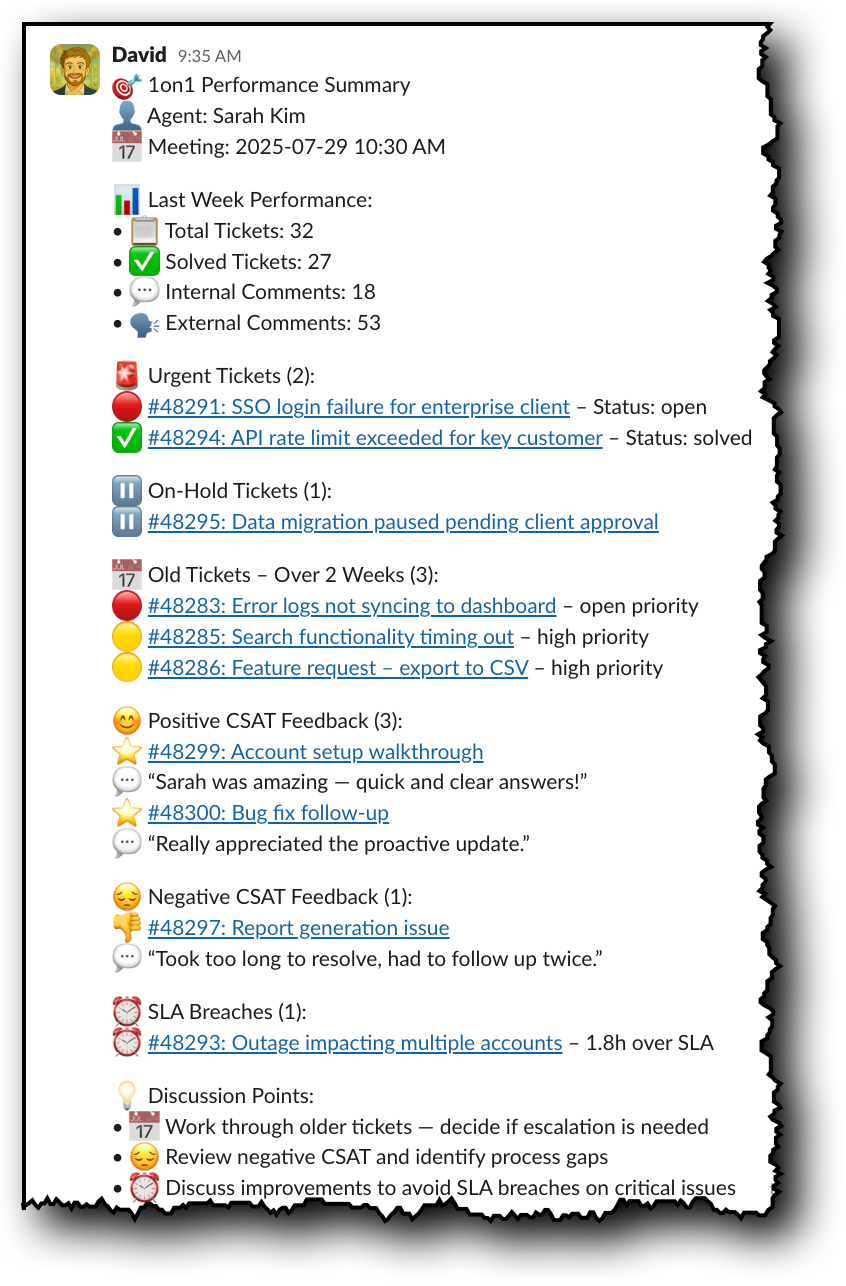 David 9:35 AM
1on1 Performance Summary
Agent: Sarah Kim
JUL 17 Meeting: 2025-07-29 10:30 AM
Last Week Performance:
• Total Tickets: 32
• Solved Tickets: 27
• Internal Comments: 18
• External Comments: 53
Urgent Tickets (2):
#48291: SSO login failure for enterprise client – Status: open
#48294: API rate limit exceeded for key customer – Status: solved
On-Hold Tickets (1):
#48295: Data migration paused pending client approval
JUL 17 Old Tickets – Over 2 Weeks (3):
#48283: Error logs not syncing to dashboard – open priority
#48285: Search functionality timing out – high priority
#48286: Feature request – export to CSV – high priority
Positive CSAT Feedback (3):
#48299: Account setup walkthrough
“Sarah was amazing — quick and clear answers!”
#48300: Bug fix follow-up
“Really appreciated the proactive update.”
Negative CSAT Feedback (1):
#48297: Report generation issue
“Took too long to resolve, had to follow up twice.”
SLA Breaches (1):
#48293: Outage impacting multiple accounts – 1.8h over SLA
Discussion Points:
• JUL 17 Work through older tickets — decide if escalation is needed
• Review negative CSAT and identify process gaps
• Discuss improvements to avoid SLA breaches on critical issues